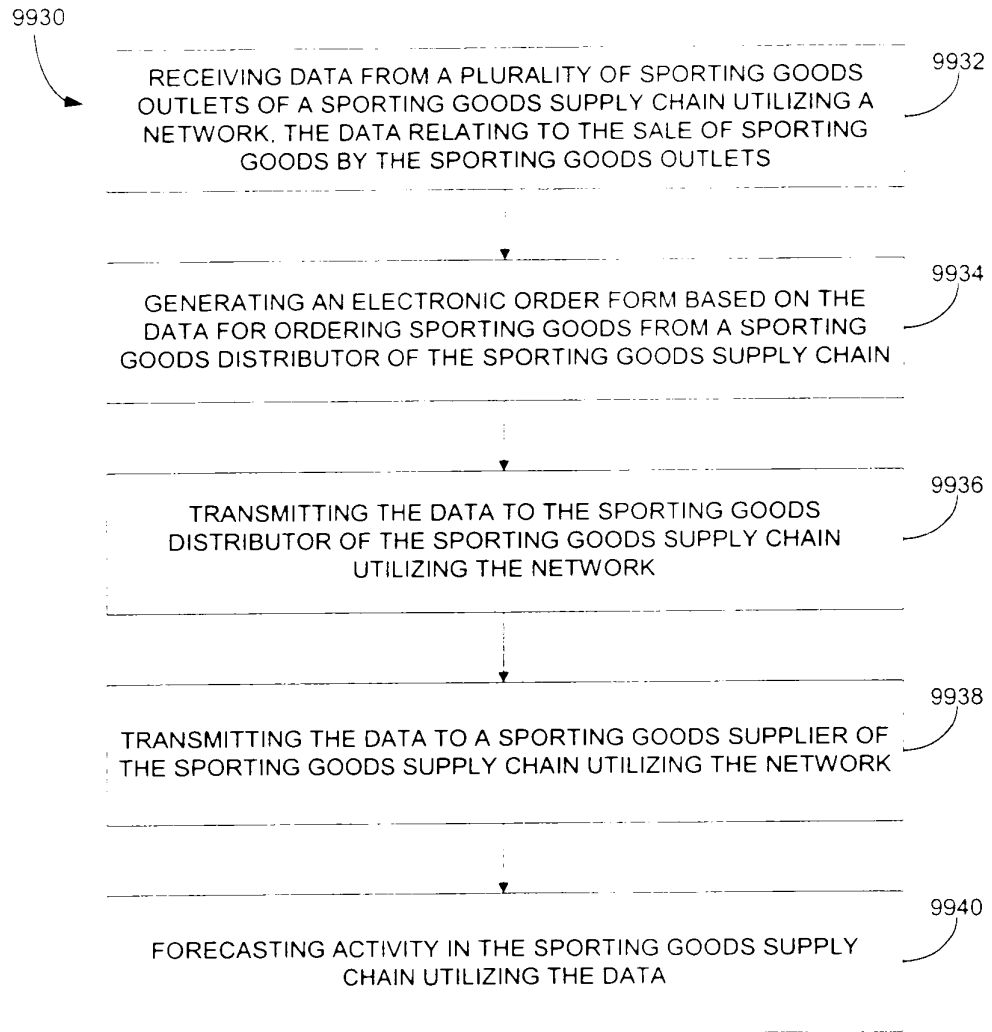 9930
9932
RECEIVING DATA FROM A PLURALITY OF SPORTING GOODS
OUTLETS OF A SPORTING GOODS SUPPLY CHAIN UTILIZING A
NETWORK, THE DATA RELATING TO THE SALE OF SPORTING
GOODS BY THE SPORTING GOODS OUTLETS
9934
GENERATING AN ELECTRONIC ORDER FORM BASED ON THE
DATA FOR ORDERING SPORTING GOODS FROM A SPORTING
GOODS DISTRIBUTOR OF THE SPORTING GOODS SUPPLY CHAIN
9936
TRANSMITTING THE DATA TO THE SPORTING GOODS
DISTRIBUTOR OF THE SPORTING GOODS SUPPLY CHAIN
UTILIZING THE NETWORK
9938
TRANSMITTING THE DATA TO A SPORTING GOODS SUPPLIER OF
THE SPORTING GOODS SUPPLY CHAIN UTILIZING THE NETWORK
9940
FORECASTING ACTIVITY IN THE SPORTING GOODS SUPPLY
CHAIN UTILIZING THE DATA